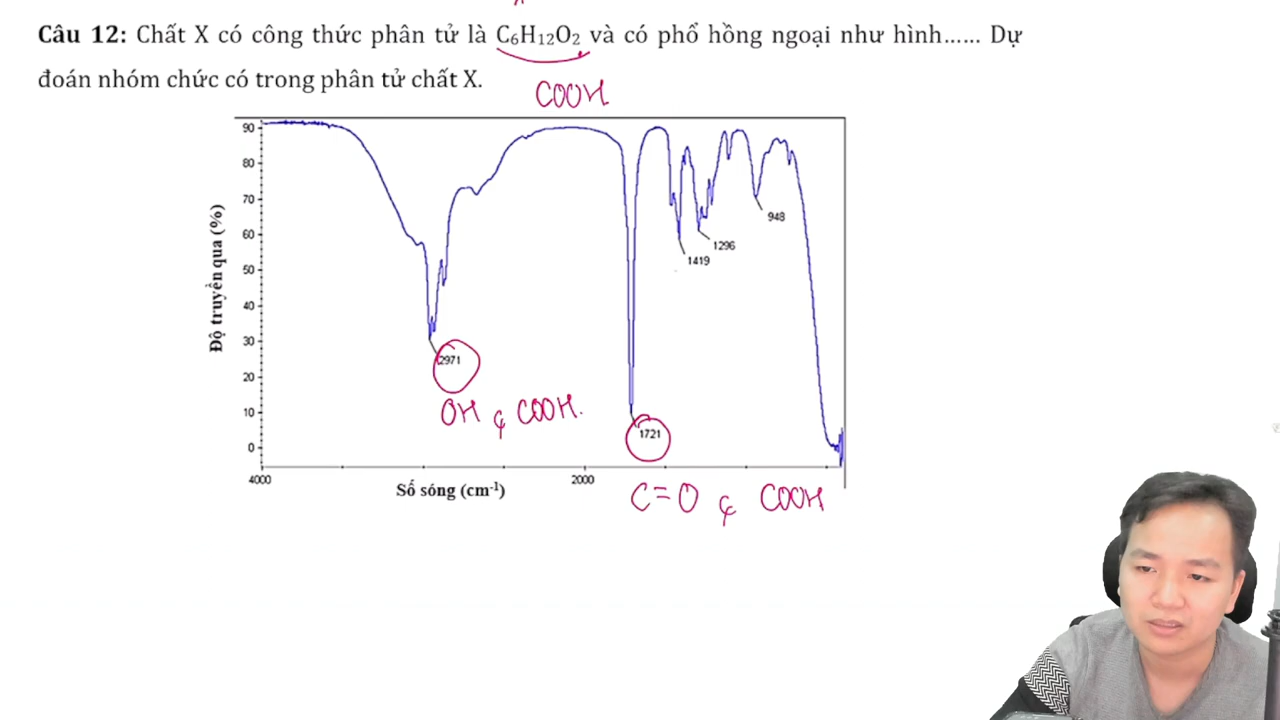 Câu 12: Chất X có công thức phân tử là C₆H₁₂O₂ và có phổ hồng ngoại như hình...... Dự
đoán nhóm chức có trong phân tử chất X.
COOH
90
80
70
60
50
40
30
20
10
0
Độ truyền qua (%)
948
1296
1419
2971
OH ç COOH.
1721
4000
Số sóng (cm⁻¹)
2000
C=O ç COOH